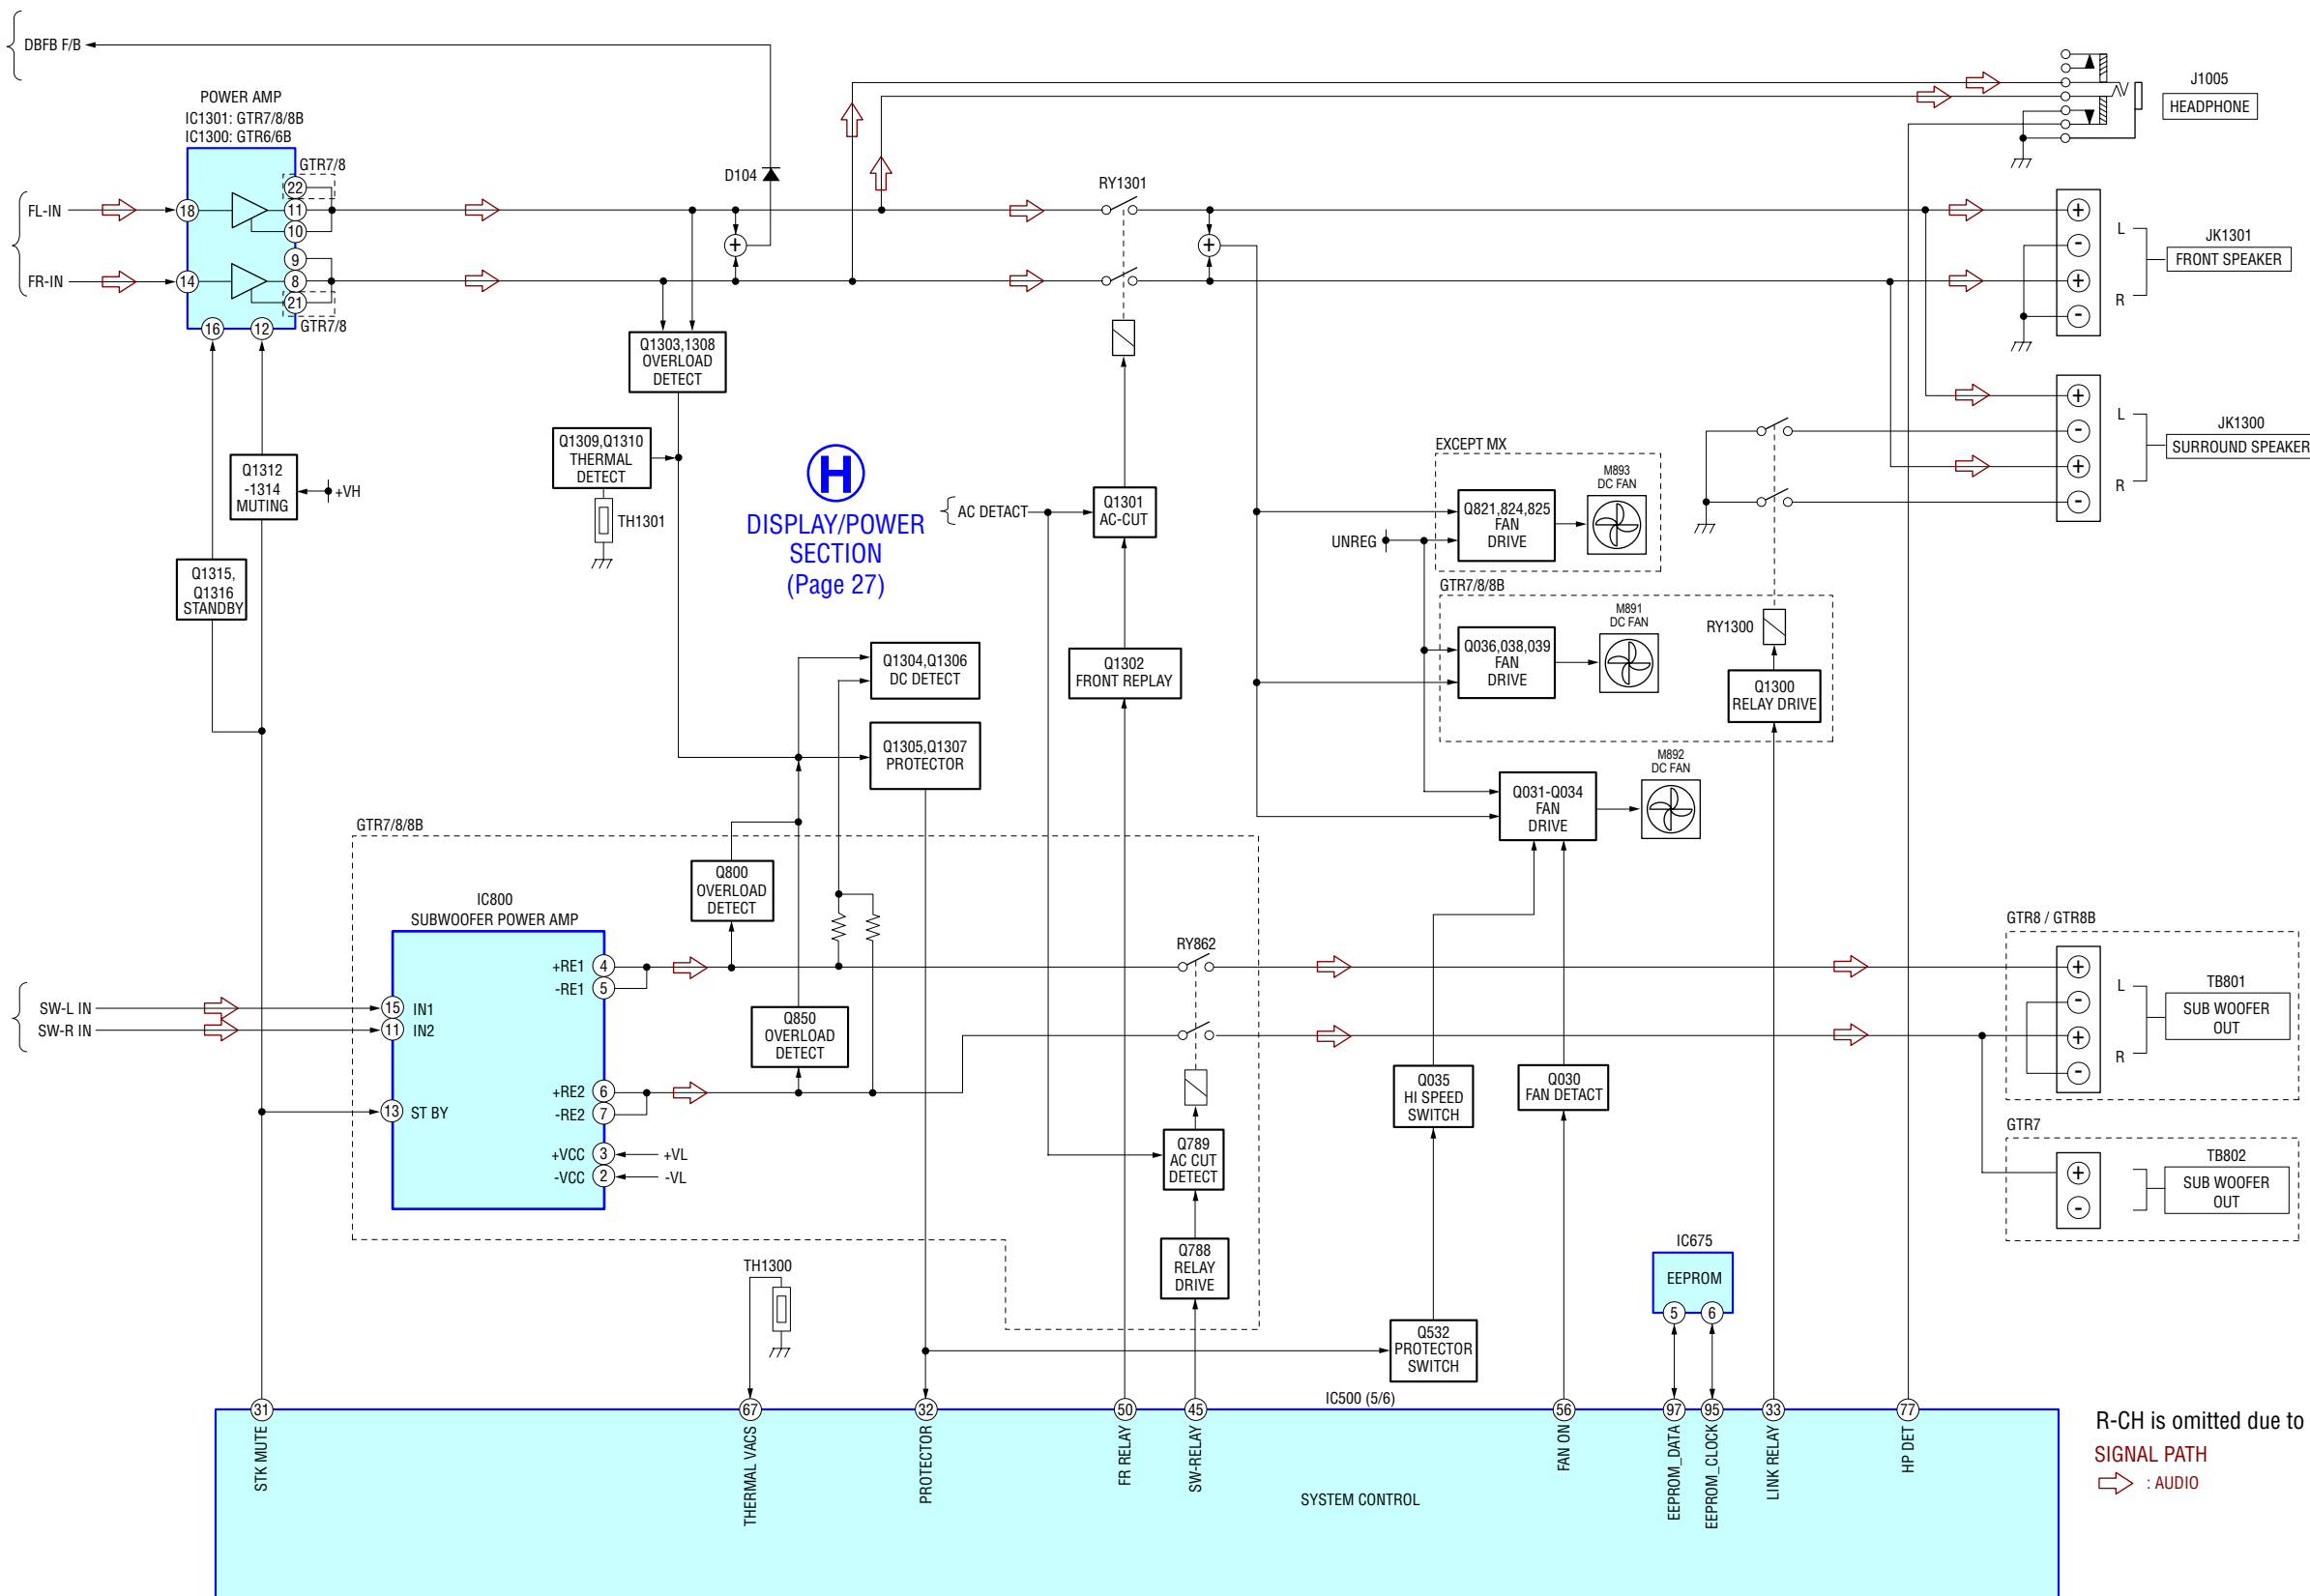 DBFB F/B
POWER AMP
IC1301: GTR7/8/8B
IC1300: GTR6/6B
GTR7/8
22
FL-IN
18
11
10
9
FR-IN
14
8
21
GTR7/8
16
12
D104
+
RY1301
+
J1005
HEADPHONE
+
-
+
-
L
R
JK1301
FRONT SPEAKER
Q1303,1308
OVERLOAD
DETECT
Q1309,Q1310
THERMAL
DETECT
TH1301
Q1312
-1314
MUTING
+VH
Q1315,
Q1316
STANDBY
H
DISPLAY/POWER
SECTION
(Page 27)
AC DETACT
Q1301
AC-CUT
Q1302
FRONT REPLAY
+
-
+
-
L
R
JK1300
SURROUND SPEAKER
EXCEPT MX
M893
DC FAN
Q821,824,825
FAN
DRIVE
UNREG
GTR7/8/8B
M891
DC FAN
Q036,038,039
FAN
DRIVE
RY1300
Q1300
RELAY DRIVE
M892
DC FAN
Q031-Q034
FAN
DRIVE
Q1304,Q1306
DC DETECT
Q1305,Q1307
PROTECTOR
GTR7/8/8B
Q800
OVERLOAD
DETECT
IC800
SUBWOOFER POWER AMP
+RE1
4
-RE1
5
SW-L IN
15
IN1
SW-R IN
11
IN2
Q850
OVERLOAD
DETECT
+RE2
6
-RE2
7
13
ST BY
+VCC
3
+VL
-VCC
2
-VL
RY862
Q789
AC CUT
DETECT
Q788
RELAY
DRIVE
Q035
HI SPEED
SWITCH
Q030
FAN DETACT
Q532
PROTECTOR
SWITCH
GTR8 / GTR8B
+
-
+
-
L
R
TB801
SUB WOOFER
OUT
GTR7
+
-
TB802
SUB WOOFER
OUT
IC675
EEPROM
5
6
TH1300
IC500 (5/6)
31
67
32
50
45
56
97
95
33
77
STK MUTE
THERMAL VACS
PROTECTOR
FR RELAY
SW-RELAY
FAN ON
EEPROM_DATA
EEPROM_CLOCK
LINK RELAY
HP DET
SYSTEM CONTROL
R-CH is omitted due to
SIGNAL PATH
: AUDIO